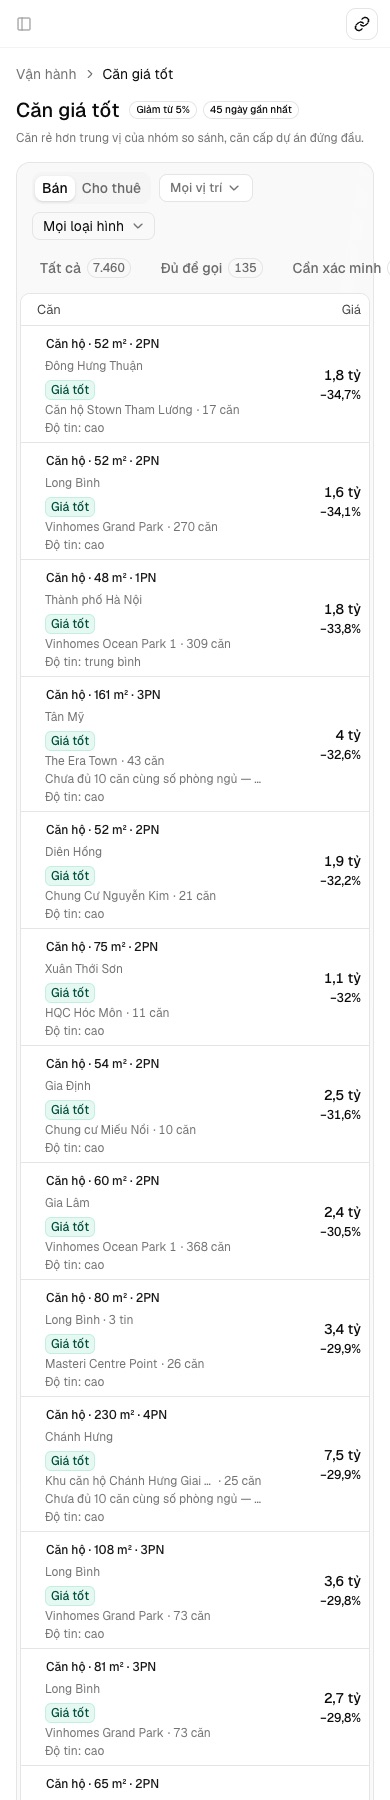 Vận hành > Căn giá tốt
Căn giá tốt Giảm từ 5% 45 ngày gần nhất
Căn rẻ hơn trung vị của nhóm so sánh, căn cấp dự án đứng đầu.
Bán Cho thuê Mọi vị trí
Mọi loại hình
Tất cả 7.460 Đủ để gọi 135 Cần xác minh
Căn Giá
Căn hộ · 52 m² · 2PN
Đông Hưng Thuận
1,8 tỷ
Giá tốt
−34,7%
Căn hộ Stown Tham Lương · 17 căn
Độ tin: cao
Căn hộ · 52 m² · 2PN
Long Bình
1,6 tỷ
Giá tốt
−34,1%
Vinhomes Grand Park · 270 căn
Độ tin: cao
Căn hộ · 48 m² · 1PN
Thành phố Hà Nội
1,8 tỷ
Giá tốt
−33,8%
Vinhomes Ocean Park 1 · 309 căn
Độ tin: trung bình
Căn hộ · 161 m² · 3PN
Tân Mỹ
4 tỷ
Giá tốt
−32,6%
The Era Town · 43 căn
Chưa đủ 10 căn cùng số phòng ngủ — ...
Độ tin: cao
Căn hộ · 52 m² · 2PN
Diên Hồng
1,9 tỷ
Giá tốt
−32,2%
Chung Cư Nguyễn Kim · 21 căn
Độ tin: cao
Căn hộ · 75 m² · 2PN
Xuân Thới Sơn
1,1 tỷ
Giá tốt
−32%
HQC Hóc Môn · 11 căn
Độ tin: cao
Căn hộ · 54 m² · 2PN
Gia Định
2,5 tỷ
Giá tốt
−31,6%
Chung cư Miếu Nổi · 10 căn
Độ tin: cao
Căn hộ · 60 m² · 2PN
Gia Lâm
2,4 tỷ
Giá tốt
−30,5%
Vinhomes Ocean Park 1 · 368 căn
Độ tin: cao
Căn hộ · 80 m² · 2PN
Long Bình · 3 tin
3,4 tỷ
Giá tốt
−29,9%
Masteri Centre Point · 26 căn
Độ tin: cao
Căn hộ · 230 m² · 4PN
Chánh Hưng
7,5 tỷ
Giá tốt
−29,9%
Khu căn hộ Chánh Hưng Giai ... · 25 căn
Chưa đủ 10 căn cùng số phòng ngủ — ...
Độ tin: cao
Căn hộ · 108 m² · 3PN
Long Bình
3,6 tỷ
Giá tốt
−29,8%
Vinhomes Grand Park · 73 căn
Độ tin: cao
Căn hộ · 81 m² · 3PN
Long Bình
2,7 tỷ
Giá tốt
−29,8%
Vinhomes Grand Park · 73 căn
Độ tin: cao
Căn hộ · 65 m² · 2PN